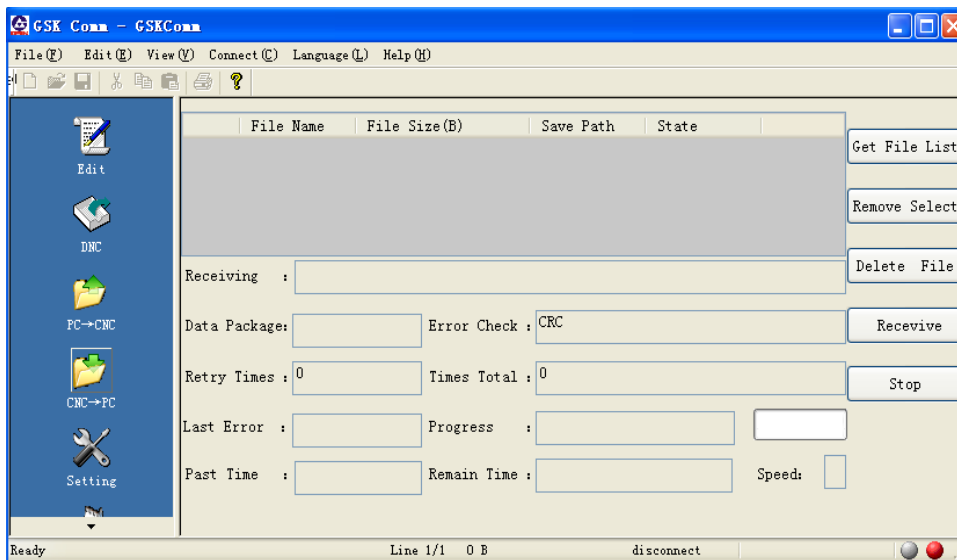 GSK Comm - GSKComm
File(F) Edit(E) View(V) Connect(C) Language(L) Help(H)
File Name File Size(B) Save Path State
Get File List
Edit
Remove Select
DNC
Delete File
Receiving :
PC→CNC
Data Package: Error Check : CRC
Recevive
Retry Times : 0 Times Total : 0
Stop
CNC→PC
Last Error : Progress :
Setting
Past Time : Remain Time : Speed:
Ready Line 1/1 0 B disconnect